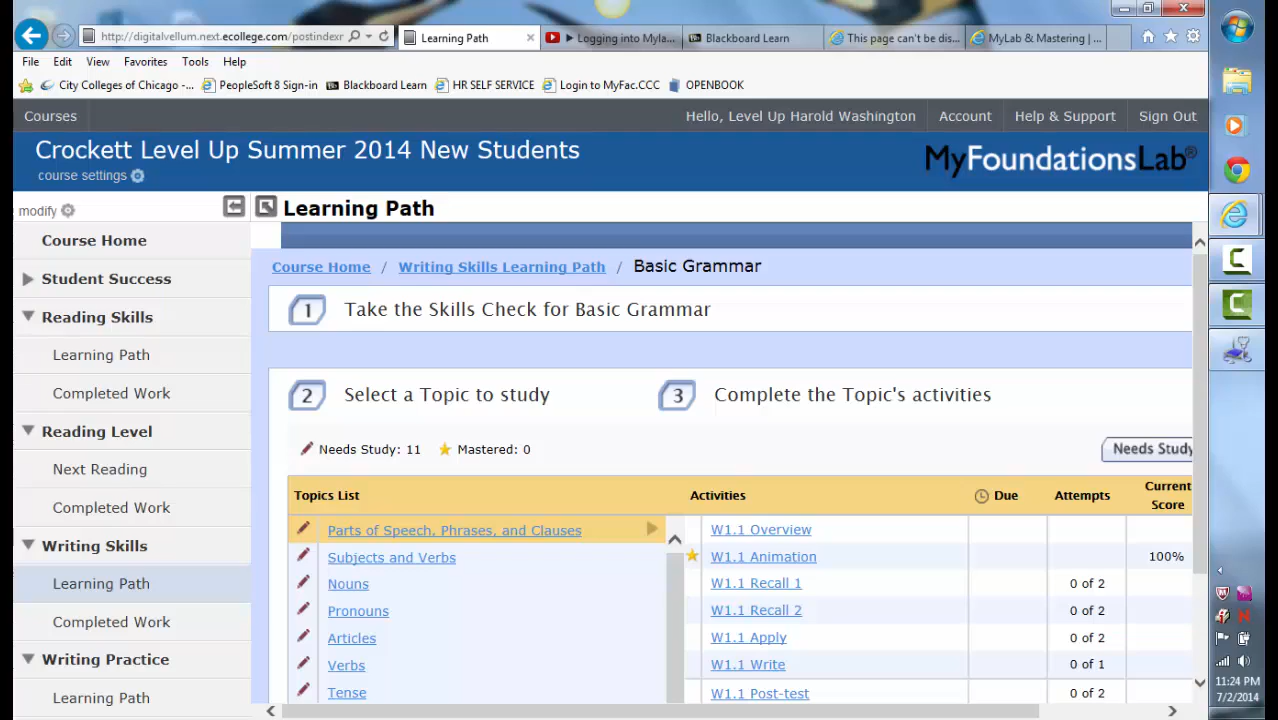 http://digitalvellum.next.ecollege.com/postindexr
Learning Path
Logging into Myla...
Blackboard Learn
This page can't be dis...
MyLab & Mastering | ...
File Edit View Favorites Tools Help
City Colleges of Chicago -... PeopleSoft 8 Sign-in Blackboard Learn HR SELF SERVICE Login to MyFac.CCC OPENBOOK
Courses Hello, Level Up Harold Washington Account Help & Support Sign Out
Crockett Level Up Summer 2014 New Students
MyFoundationsLab®
course settings
modify
Learning Path
Course Home
Student Success
Reading Skills
Learning Path
Completed Work
Reading Level
Next Reading
Completed Work
Writing Skills
Learning Path
Completed Work
Writing Practice
Learning Path
Course Home / Writing Skills Learning Path / Basic Grammar
1 Take the Skills Check for Basic Grammar
2 Select a Topic to study
3 Complete the Topic's activities
Needs Study: 11 Mastered: 0
Needs Study
Topics List Activities Due Attempts Current Score
Parts of Speech, Phrases, and Clauses W1.1 Overview
Subjects and Verbs W1.1 Animation 100%
Nouns W1.1 Recall 1 0 of 2
Pronouns W1.1 Recall 2 0 of 2
Articles W1.1 Apply 0 of 2
Verbs W1.1 Write 0 of 1
Tense W1.1 Post-test 0 of 2
11:24 PM
7/2/2014